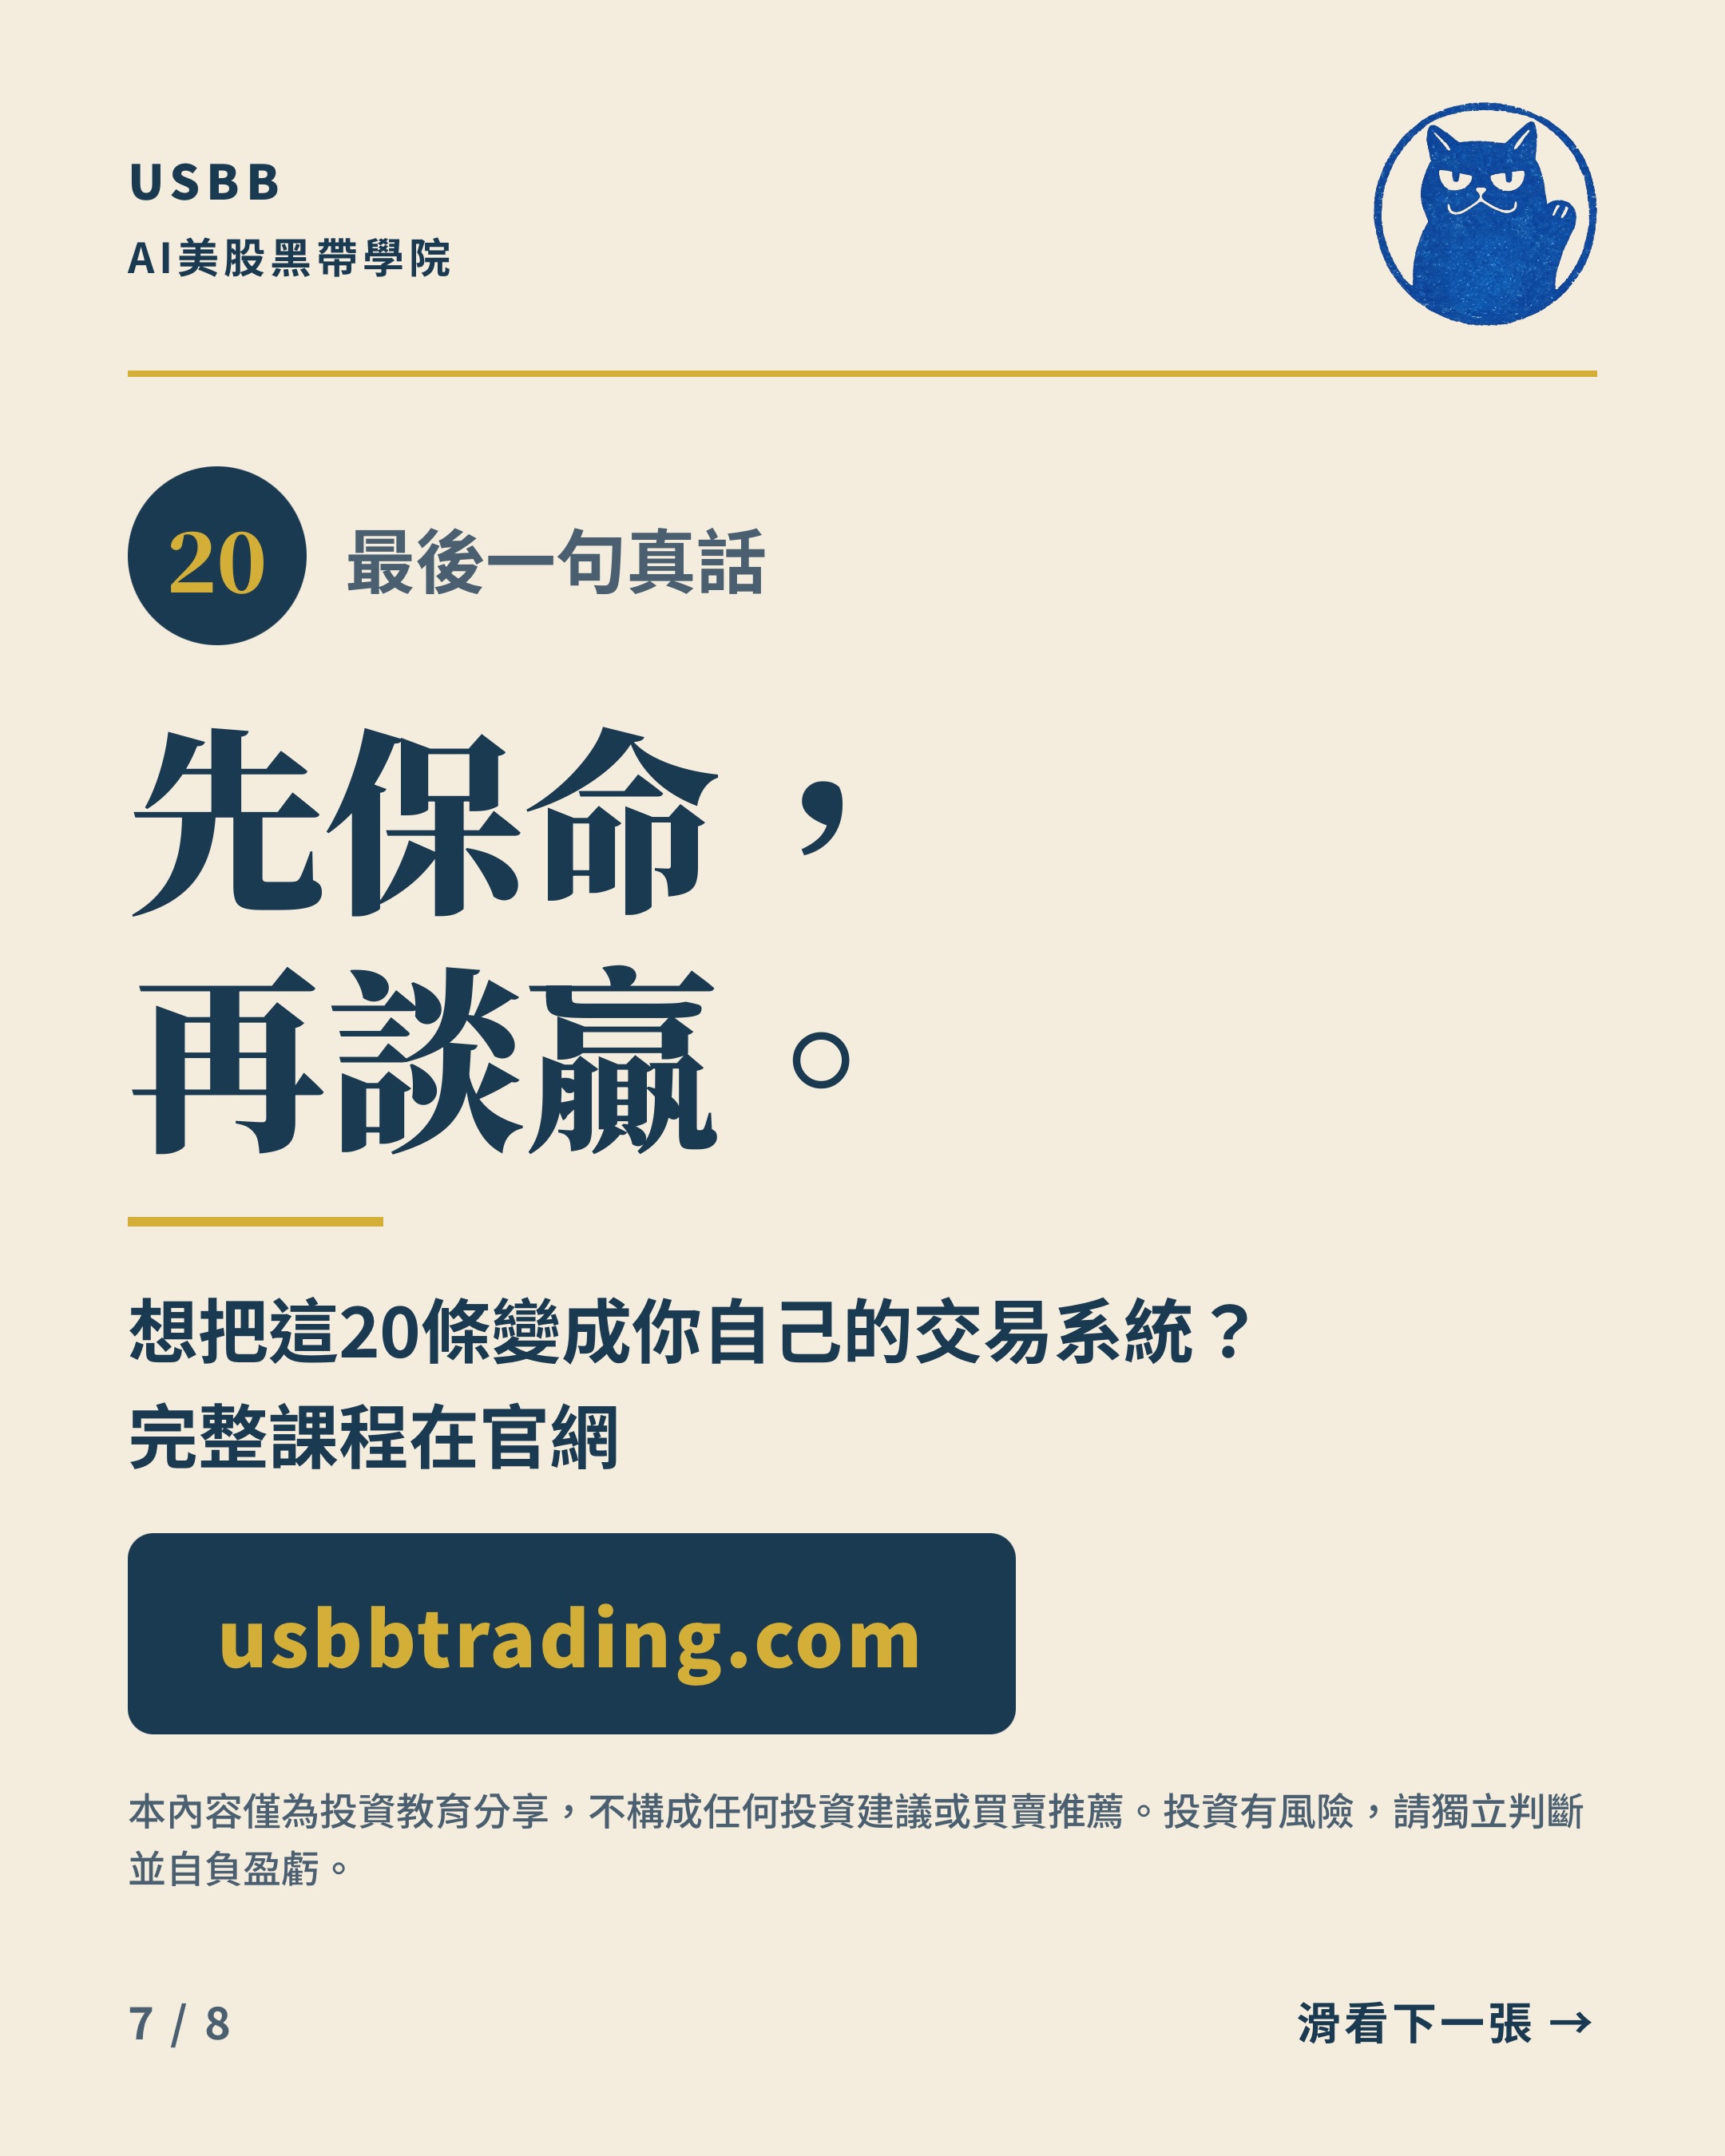 USBB
AI美股黑帶學院
20
最後一句真話
先保命，
再談贏。
想把這20條變成你自己的交易系統？
完整課程在官網
usbbtrading.com
本內容僅為投資教育分享，不構成任何投資建議或買賣推薦。投資有風險，請獨立判斷
並自負盈虧。
7 / 8
滑看下一張 →